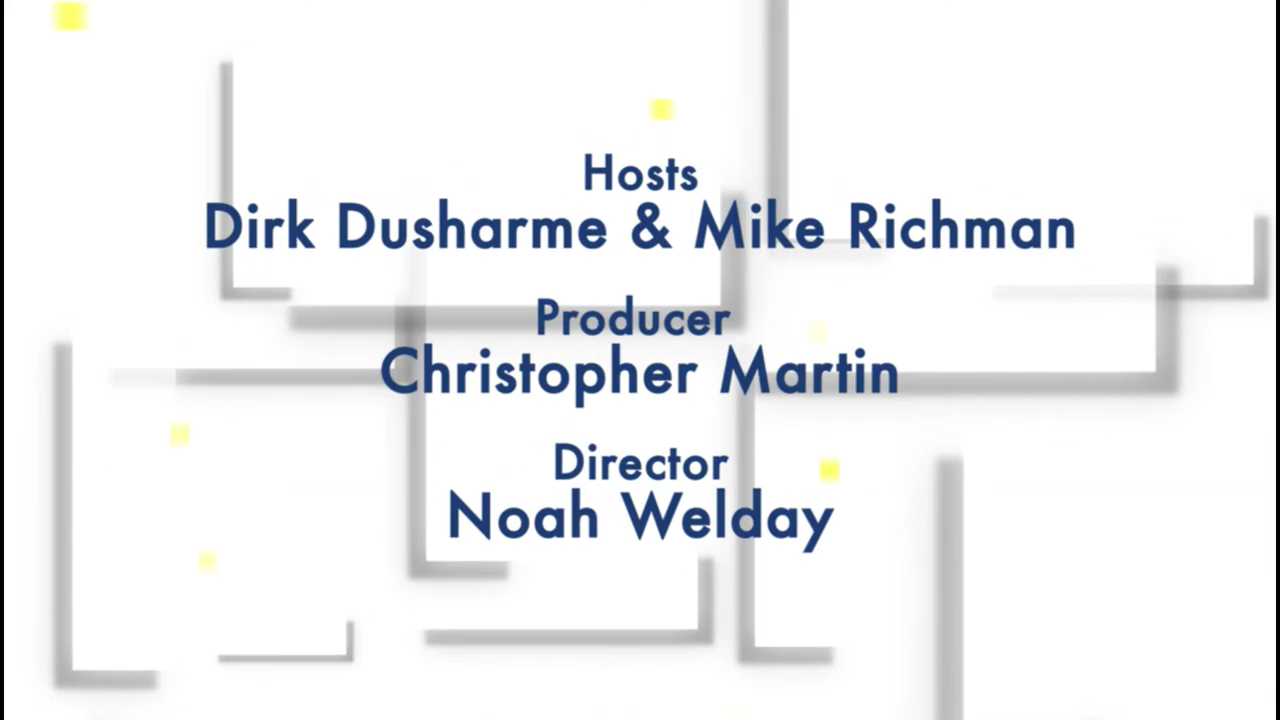 Hosts
Dirk Dusharme & Mike Richman
Producer
Christopher Martin
Director
Noah Welday